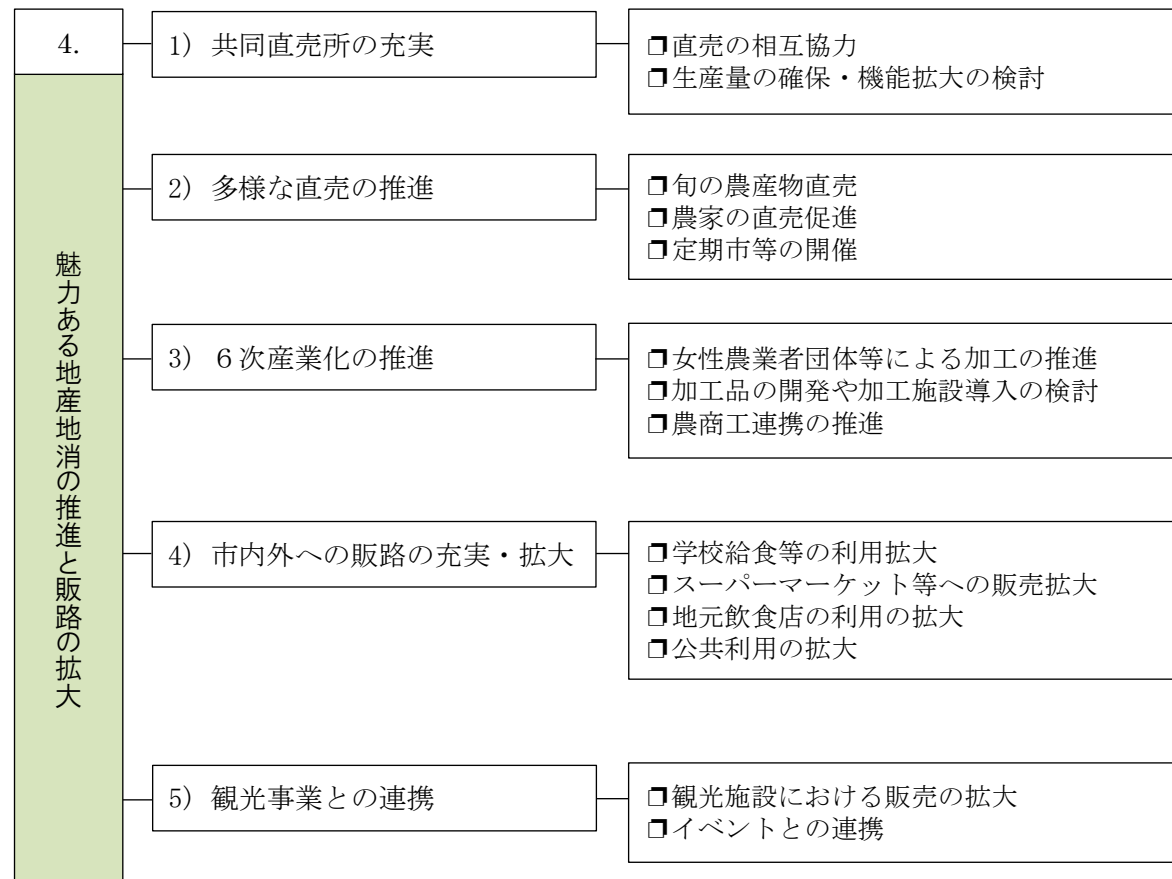 4.
魅力ある地産地消の推進と販路の拡大
1) 共同直売所の充実
❐直売の相互協力
❐生産量の確保・機能拡大の検討
2) 多様な直売の推進
❐旬の農産物直売
❐農家の直売促進
❐定期市等の開催
3) ６次産業化の推進
❐女性農業者団体等による加工の推進
❐加工品の開発や加工施設導入の検討
❐農商工連携の推進
4) 市内外への販路の充実・拡大
❐学校給食等の利用拡大
❐スーパーマーケット等への販売拡大
❐地元飲食店の利用の拡大
❐公共利用の拡大
5) 観光事業との連携
❐観光施設における販売の拡大
❐イベントとの連携